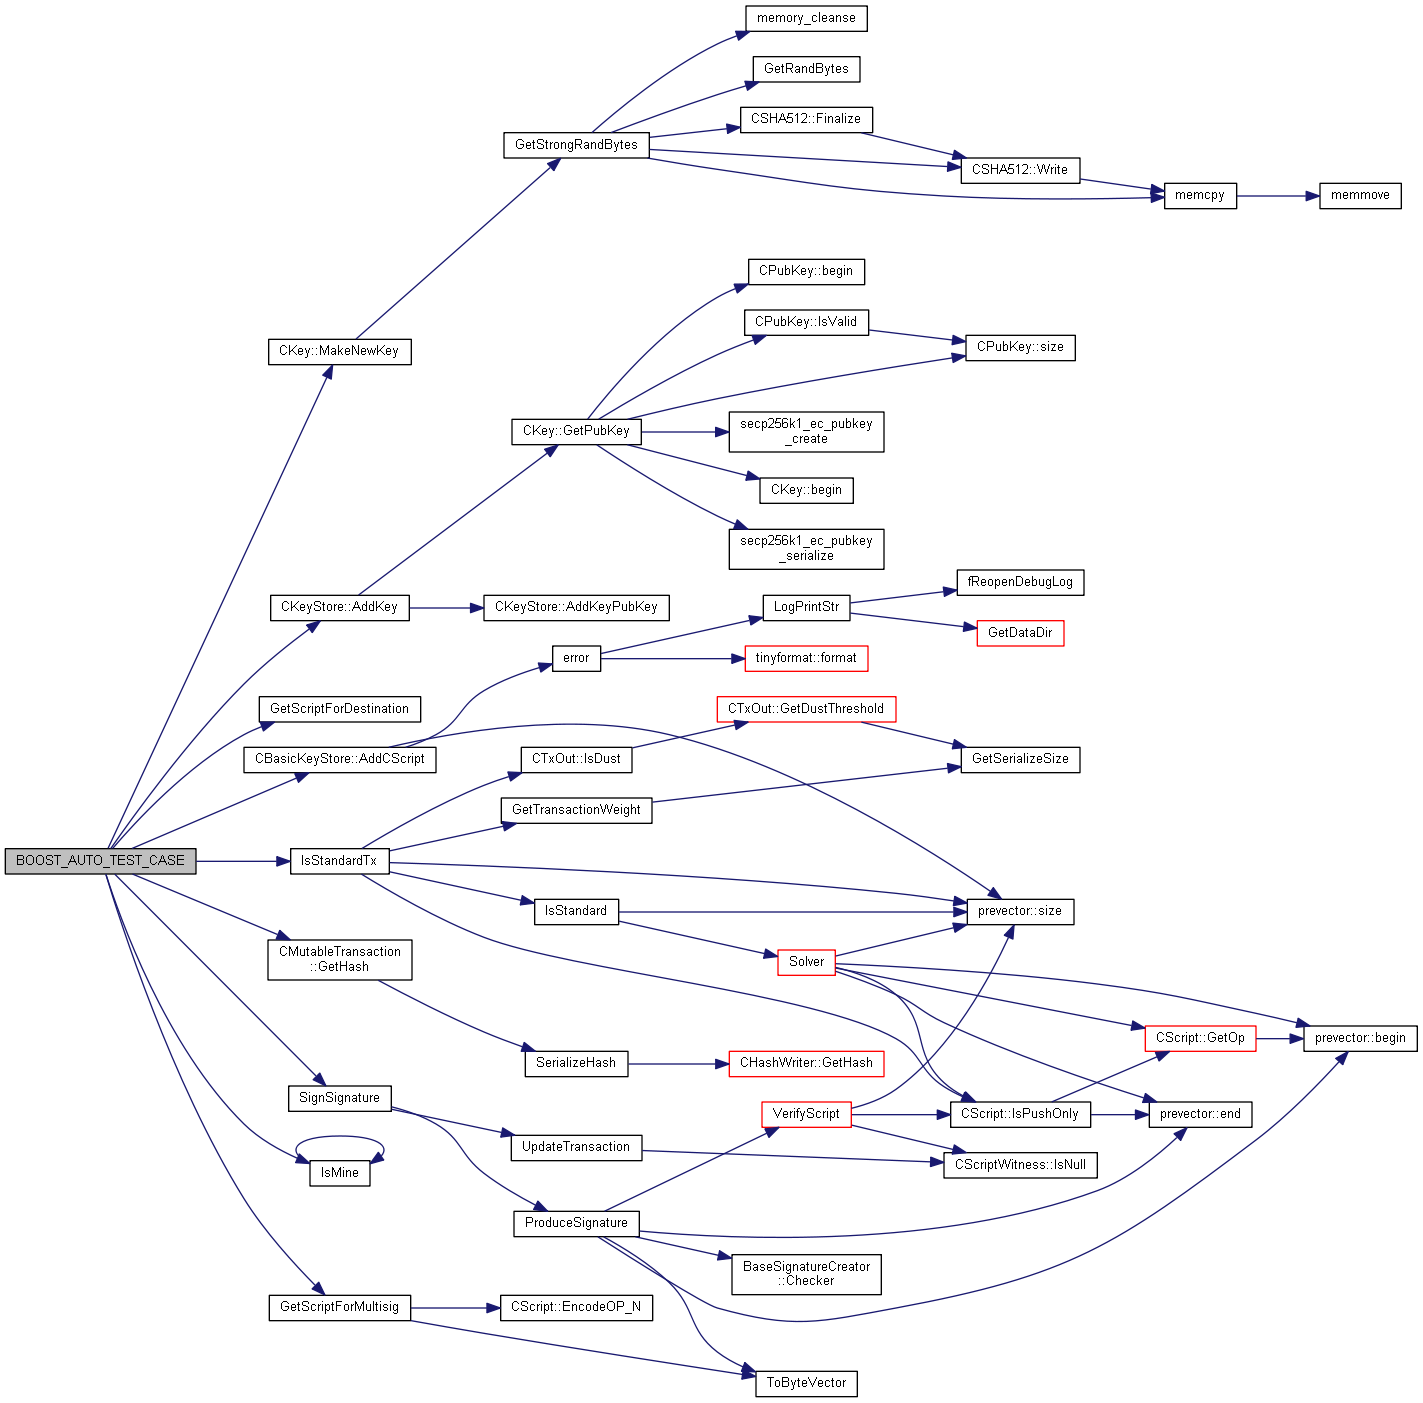 memory_cleanse
GetRandBytes
CSHA512::Finalize
GetStrongRandBytes
CSHA512::Write
memcpy
memmove
CPubKey::begin
CPubKey::IsValid
CPubKey::size
CKey::MakeNewKey
CKey::GetPubKey
secp256k1_ec_pubkey
_create
CKey::begin
secp256k1_ec_pubkey
_serialize
fReopenDebugLog
CKeyStore::AddKey
CKeyStore::AddKeyPubKey
LogPrintStr
GetDataDir
error
tinyformat::format
GetScriptForDestination
CTxOut::GetDustThreshold
CBasicKeyStore::AddCScript
CTxOut::IsDust
GetSerializeSize
GetTransactionWeight
BOOST_AUTO_TEST_CASE
IsStandardTx
IsStandard
prevector::size
CMutableTransaction
::GetHash
Solver
CScript::GetOp
prevector::begin
SerializeHash
CHashWriter::GetHash
SignSignature
VerifyScript
CScript::IsPushOnly
prevector::end
UpdateTransaction
CScriptWitness::IsNull
IsMine
ProduceSignature
BaseSignatureCreator
::Checker
GetScriptForMultisig
CScript::EncodeOP_N
ToByteVector